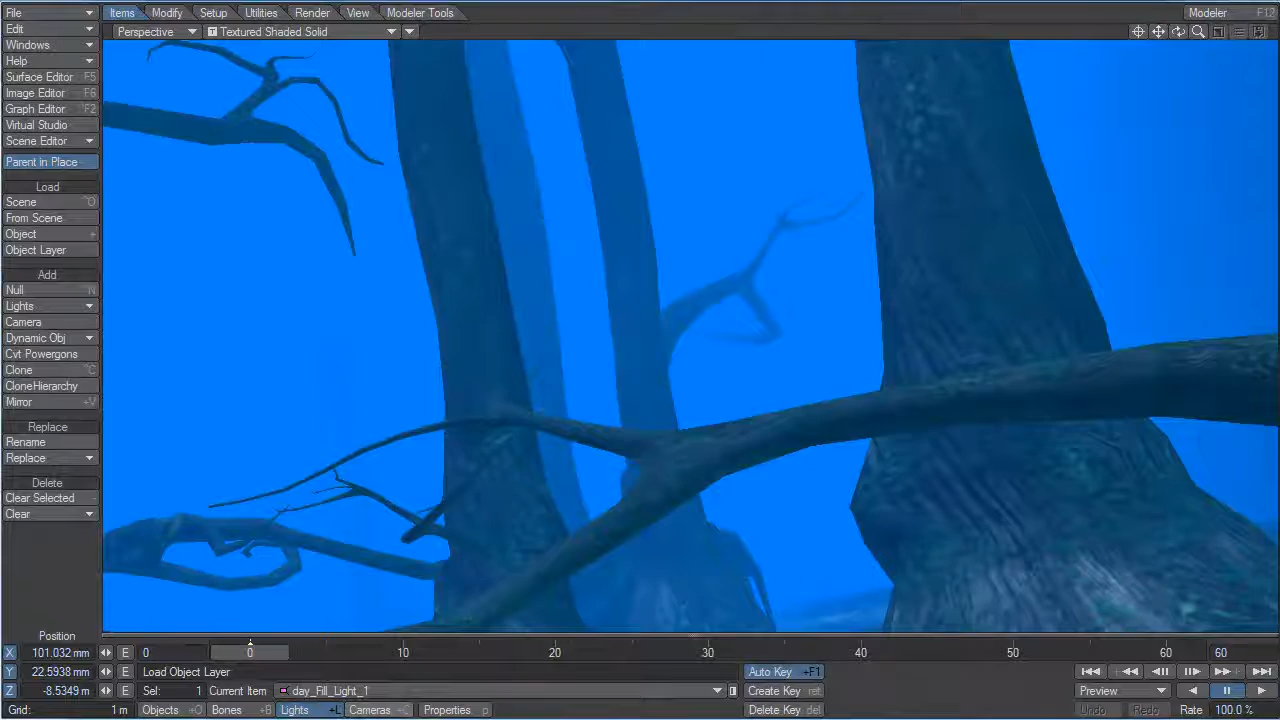 File Items Modify Setup Utilities Render View Modeler Tools Modeler F12
Edit Perspective T Textured Shaded Solid
Windows
Help
Surface Editor F5
Image Editor F6
Graph Editor ^F2
Virtual Studio
Scene Editor
Parent in Place
Load
Scene ^O
From Scene
Object +
Object Layer
Add
Null ^N
Lights
Camera
Dynamic Obj
Cvt Powergons
Clone ^C
CloneHierarchy
Mirror +V
Replace
Rename
Replace
Delete
Clear Selected -
Clear
Position
X 101.032 mm E 0 0 10 20 30 40 50 60 60
Y 22.5938 mm E Load Object Layer Auto Key +F1
Z -8.5349 m E Sel: 1 Current Item day_Fill_Light_1 Create Key ret Preview
Grid: 1 m Objects +O Bones +B Lights +L Cameras +C Properties p Delete Key del Undo Redo Rate 100.0 %